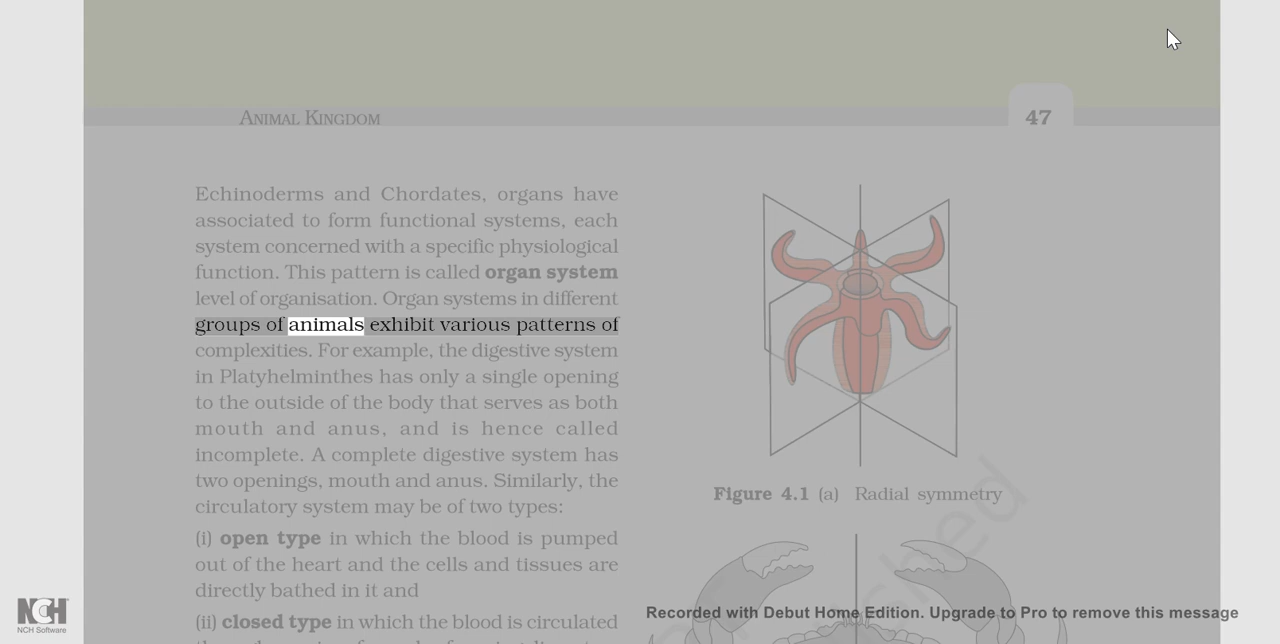 ANIMAL KINGDOM
47
Echinoderms and Chordates, organs have
associated to form functional systems, each
system concerned with a specific physiological
function. This pattern is called organ system
level of organisation. Organ systems in different
groups of animals exhibit various patterns of
complexities. For example, the digestive system
in Platyhelminthes has only a single opening
to the outside of the body that serves as both
mouth and anus, and is hence called
incomplete. A complete digestive system has
two openings, mouth and anus. Similarly, the
circulatory system may be of two types:
(i) open type in which the blood is pumped
out of the heart and the cells and tissues are
directly bathed in it and
(ii) closed type in which the blood is circulated
Figure 4.1 (a) Radial symmetry
shed
Recorded with Debut Home Edition. Upgrade to Pro to remove this message
NCH
NCH Software